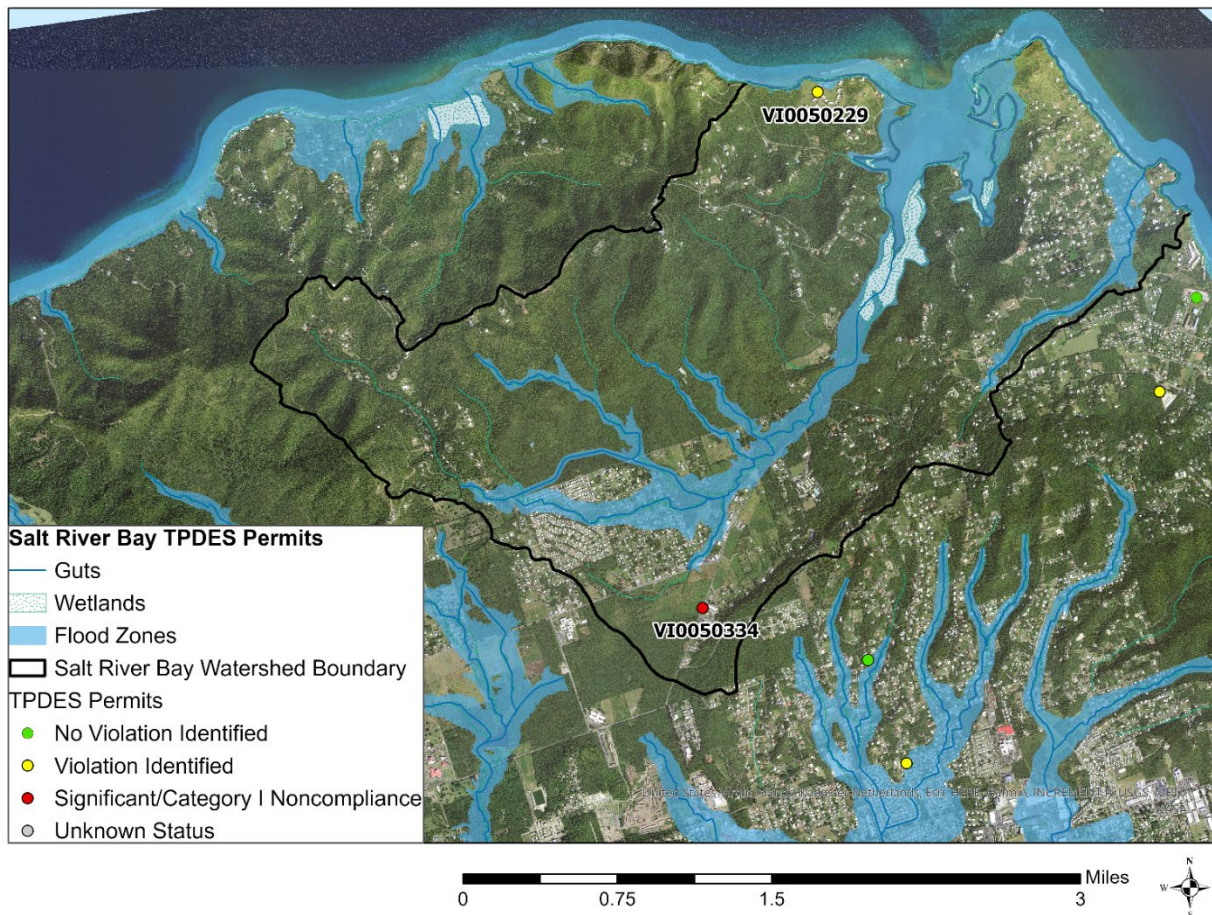 VI0050229
VI0050334
Salt River Bay TPDES Permits
Guts
Wetlands
Flood Zones
Salt River Bay Watershed Boundary
TPDES Permits
No Violation Identified
Violation Identified
Significant/Category I Noncompliance
Unknown Status
Miles
0 0.75 1.5 3
N
W E
S